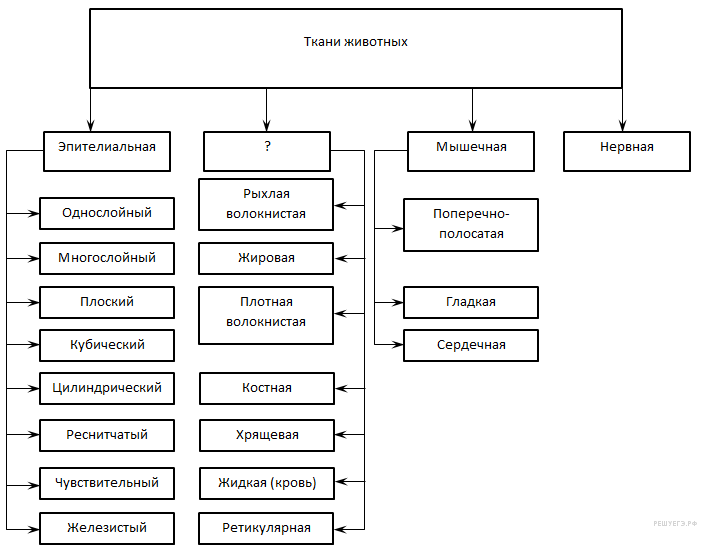 Ткани животных
Эпителиальная
?
Мышечная
Нервная
Однослойный
Многослойный
Плоский
Кубический
Цилиндрический
Реснитчатый
Чувствительный
Железистый
Рыхлая
волокнистая
Жировая
Плотная
волокнистая
Костная
Хрящевая
Жидкая (кровь)
Ретикулярная
Поперечно-
полосатая
Гладкая
Сердечная
РЕШУЕГЭ.РФ